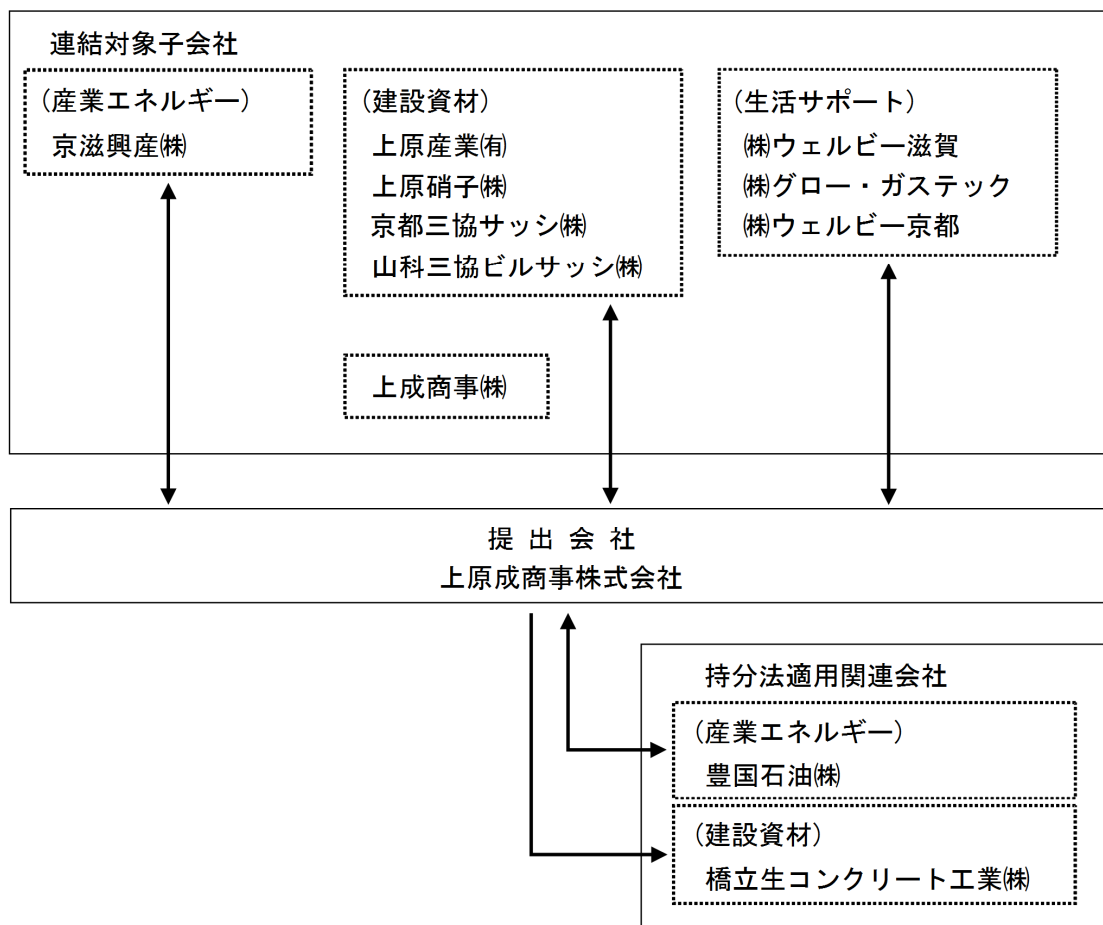 連結対象子会社
(産業エネルギー)
京滋興産㈱
(建設資材)
上原産業㈲
上原硝子㈱
京都三協サッシ㈱
山科三協ビルサッシ㈱
(生活サポート)
㈱ウェルビー滋賀
㈱グロー・ガステック
㈱ウェルビー京都
上成商事㈱
提出会社
上原成商事株式会社
持分法適用関連会社
(産業エネルギー)
豊国石油㈱
(建設資材)
橋立生コンクリート工業㈱